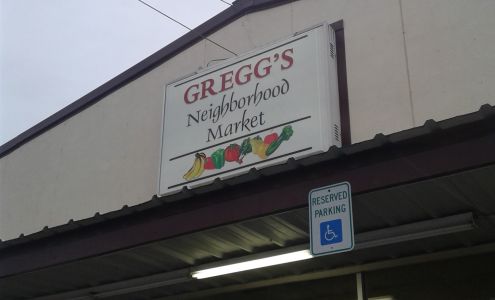 GREGG'S
Neighborhood
Market
RESERVED
PARKING